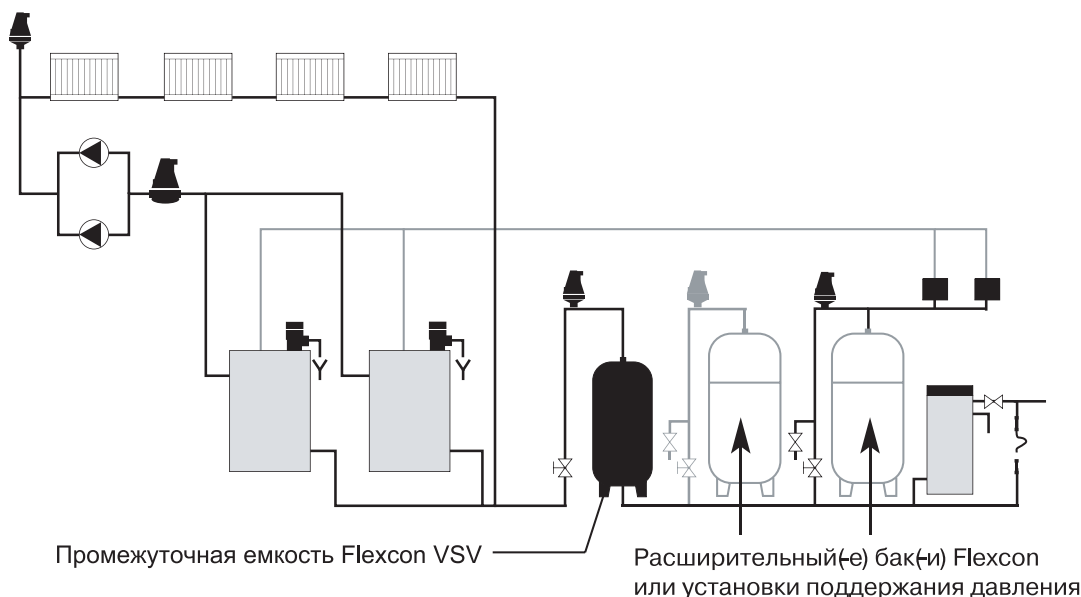 Промежуточная емкость Flexcon VSV
Расширительный(-е) бак(-и) Flexcon
или установки поддержания давления